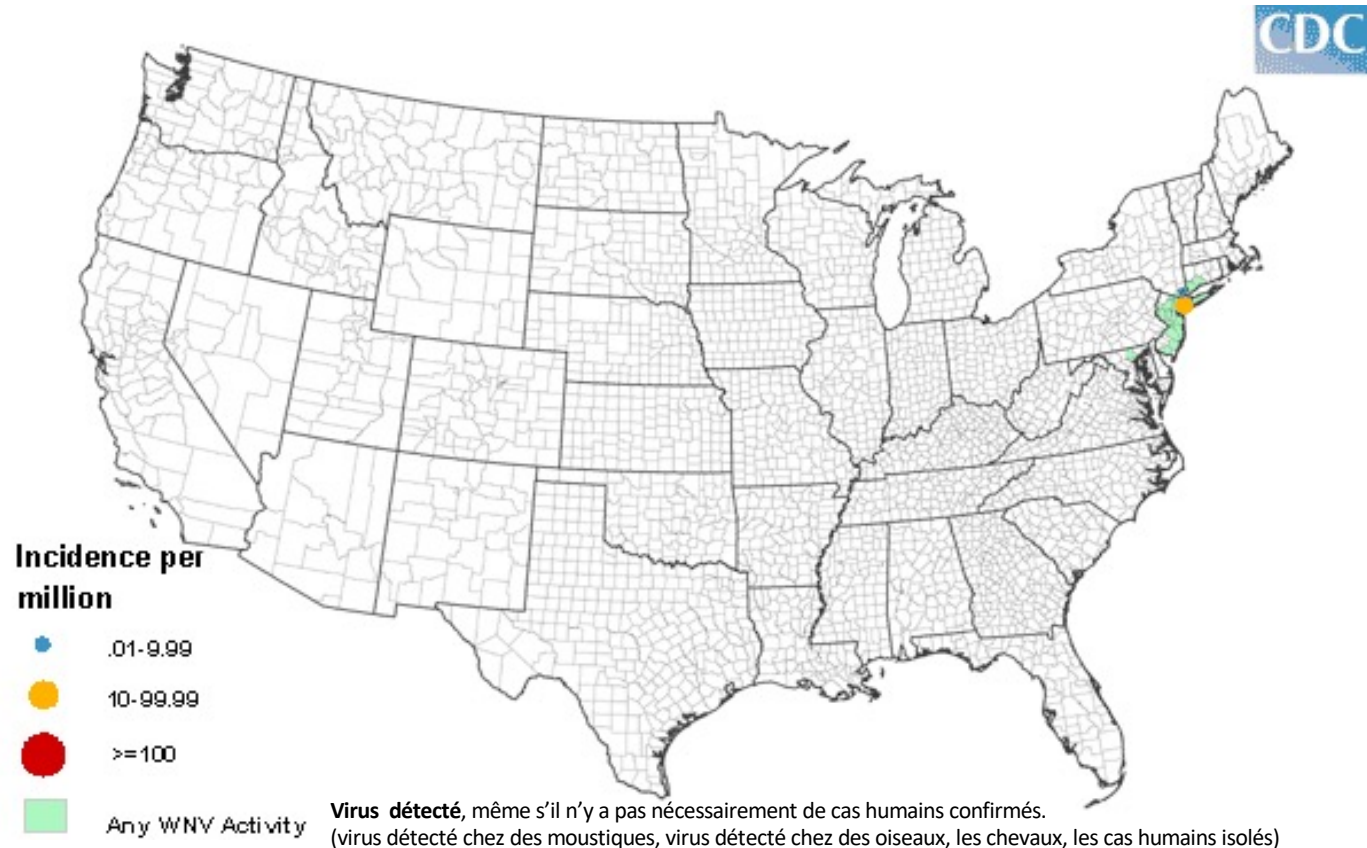 CDC
Incidence per
million
.01-9.99
10-99.99
>=100
Any WNV Activity
Virus détecté, même s’il n’y a pas nécessairement de cas humains confirmés.
(virus détecté chez des moustiques, virus détecté chez des oiseaux, les chevaux, les cas humains isolés)